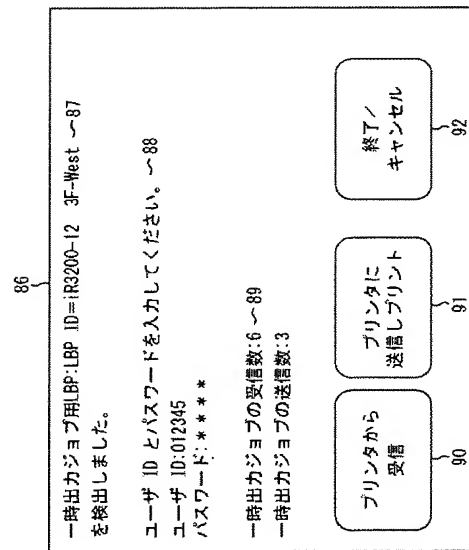 86
一時出力ジョブ用LBP:LBP ID=iR3200-12 3F-West ～87
を検出しました。
ユーザ ID とパスワードを入力してください。～88
ユーザ ID:012345
パスワード:＊＊＊＊
一時出力ジョブの受信数:6 ～89
一時出力ジョブの送信数:3
プリンタから
受信
90
プリンタに
送信しプリント
91
終了／
キャンセル
92